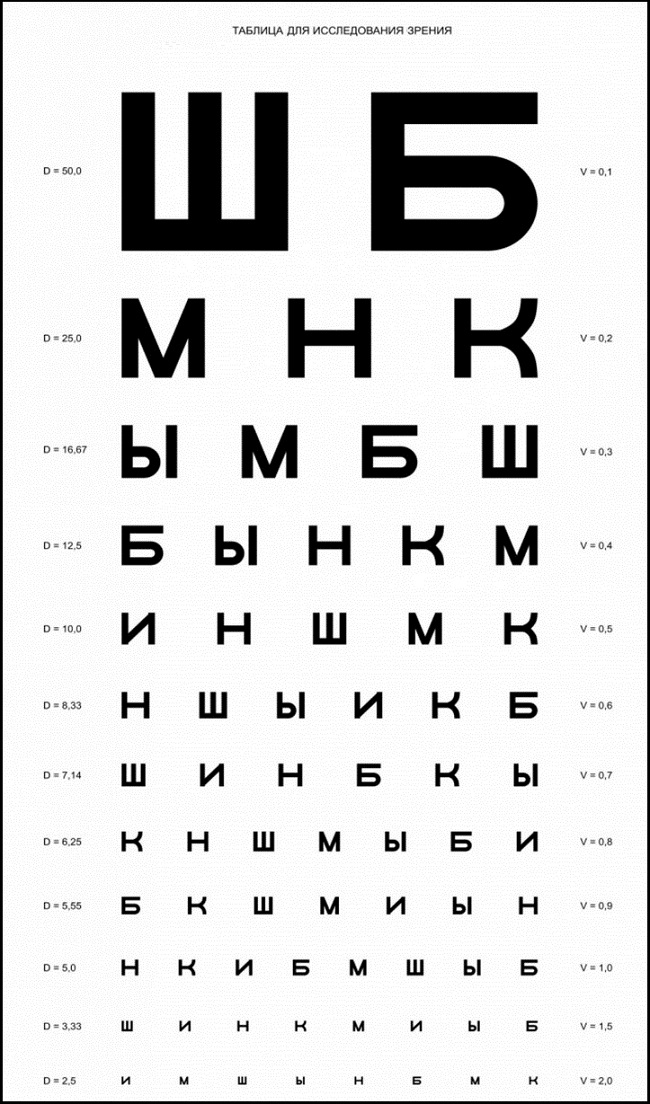 ТАБЛИЦА ДЛЯ ИССЛЕДОВАНИЯ ЗРЕНИЯ
D = 50,0 Ш Б V = 0,1
D = 25,0 М Н К V = 0,2
D = 16,67 Ы М Б Ш V = 0,3
D = 12,5 Б Ы Н К М V = 0,4
D = 10,0 И Н Ш М К V = 0,5
D = 8,33 Н Ш Ы И К Б V = 0,6
D = 7,14 Ш И Н Б К Ы V = 0,7
D = 6,25 К Н Ш М Ы Б И V = 0,8
D = 5,55 Б К Ш М И Ы Н V = 0,9
D = 5,0 Н К И Б М Ш Ы Б V = 1,0
D = 3,33 Ш И Н К М И Ы Б V = 1,5
D = 2,5 И М Ш Ы Н Б М К V = 2,0